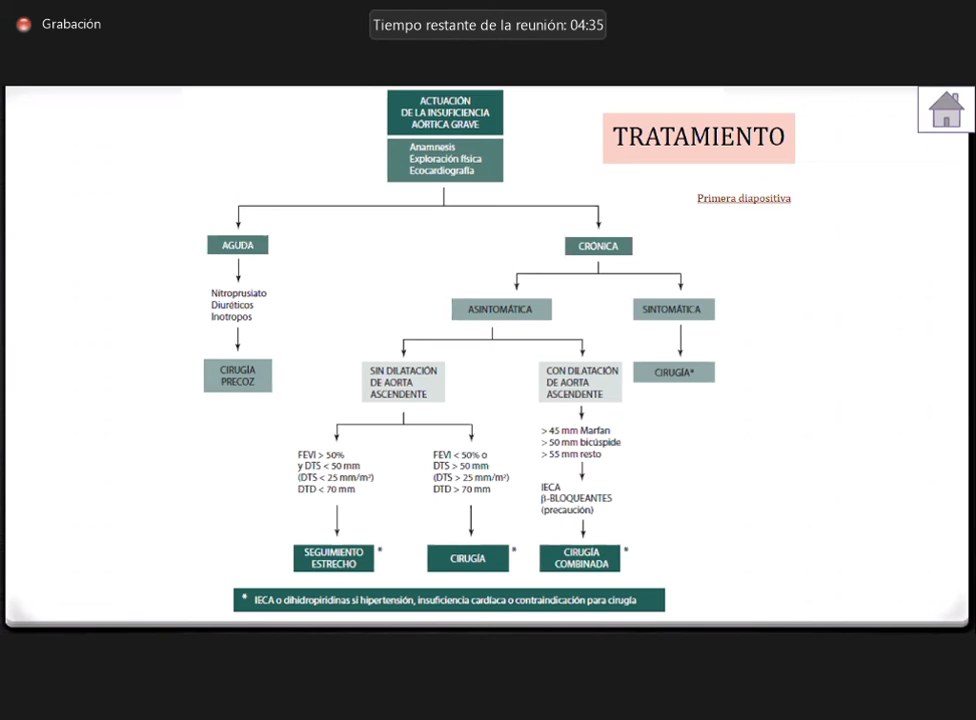 Grabación
Tiempo restante de la reunión: 04:35
ACTUACIÓN
DE LA INSUFICIENCIA
AÓRTICA GRAVE
Anamnesis
Exploración física
Ecocardiografía
TRATAMIENTO
Primera diapositiva
AGUDA
CRÓNICA
Nitroprusiato
Diuréticos
Inotropos
ASINTOMÁTICA
SINTOMÁTICA
CIRUGÍA
PRECOZ
SIN DILATACIÓN
DE AORTA
ASCENDENTE
CON DILATACIÓN
DE AORTA
ASCENDENTE
CIRUGÍA*
> 45 mm Marfan
> 50 mm bicúspide
> 55 mm resto
FEVI > 50%
y DTS < 50 mm
(DTS < 25 mm/m²)
DTD < 70 mm
FEVI < 50% o
DTS > 50 mm
(DTS > 25 mm/m²)
DTD > 70 mm
IECA
β-BLOQUEANTES
(precaución)
SEGUIMIENTO
ESTRECHO *
CIRUGÍA *
CIRUGÍA
COMBINADA *
* IECA o dihidropiridinas si hipertensión, insuficiencia cardíaca o contraindicación para cirugía